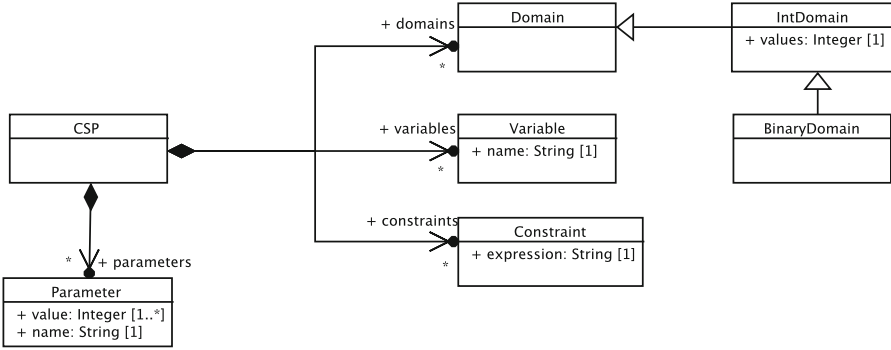 + domains
*
Domain
IntDomain
+ values: Integer [1]
BinaryDomain
CSP
+ variables
*
Variable
+ name: String [1]
+ constraints
*
Constraint
+ expression: String [1]
*
+ parameters
Parameter
+ value: Integer [1..*]
+ name: String [1]